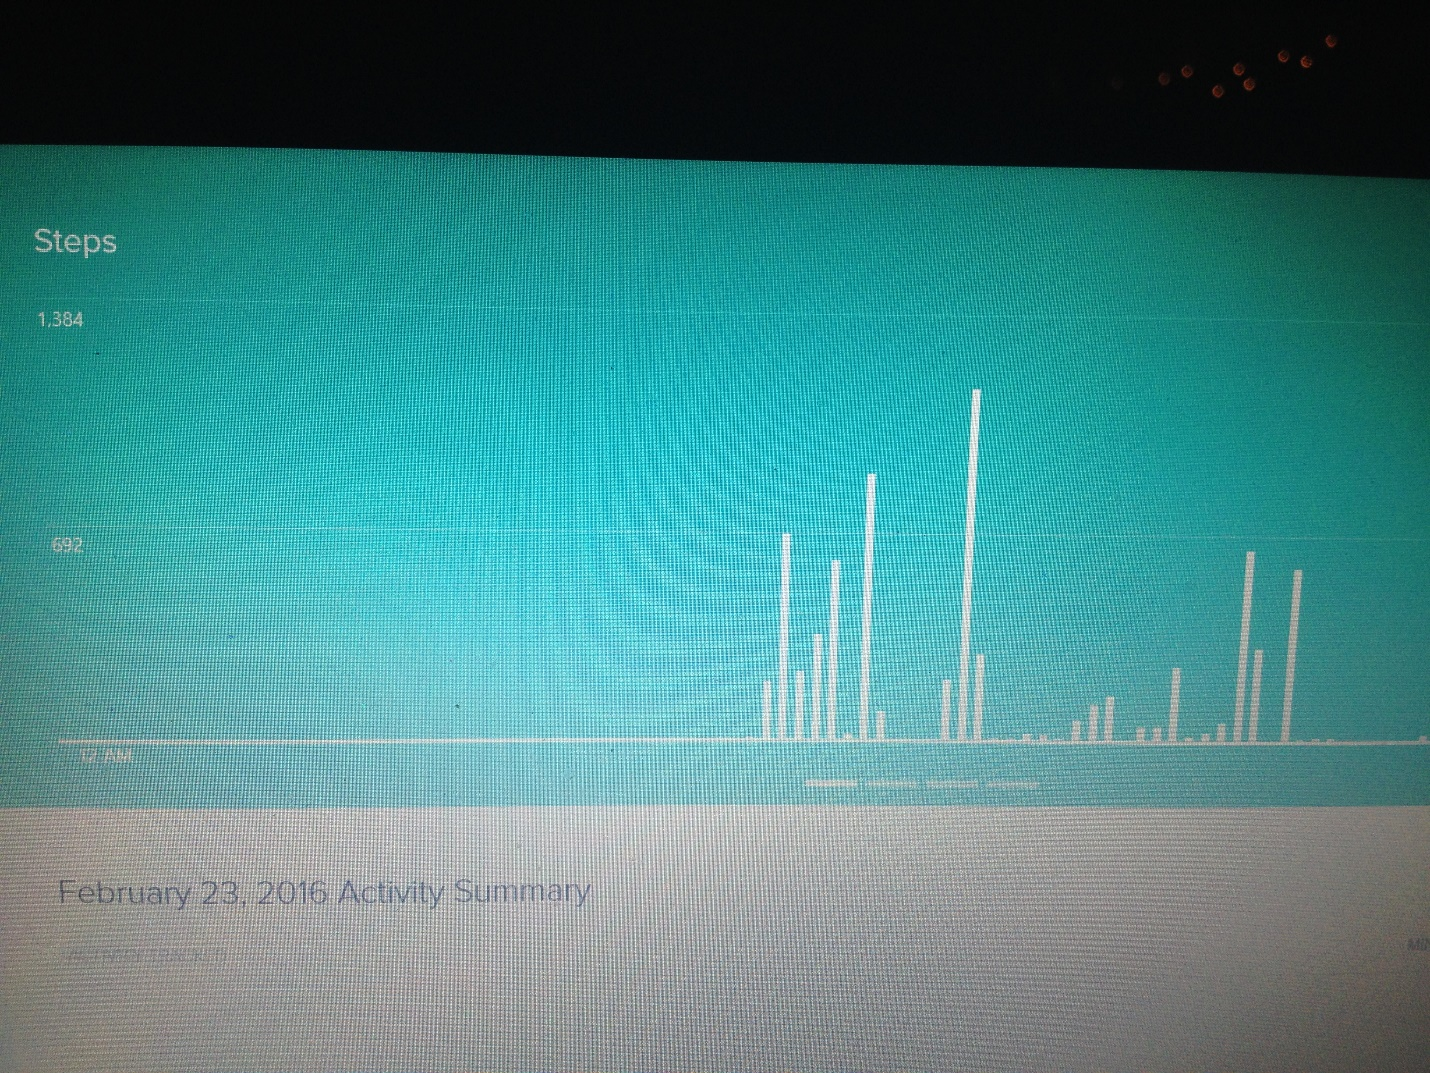 Steps
1,384
692
12 AM
February 23, 2016 Activity Summary